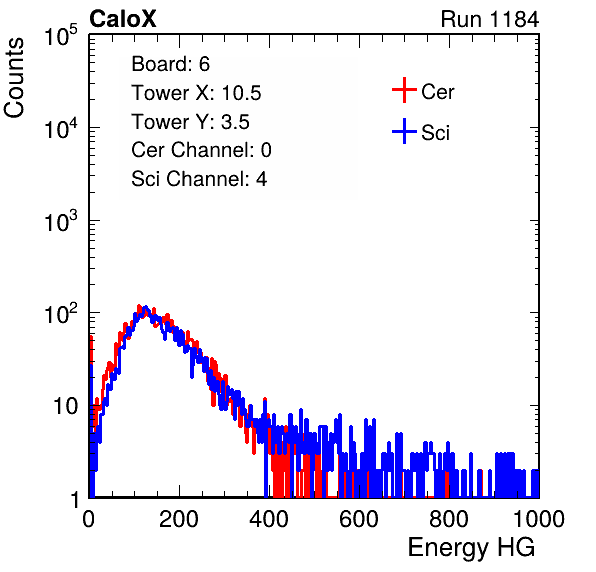 CaloX Run 1184
Counts
10^5
10^4
10^3
10^2
10
1
Board: 6
Tower X: 10.5
Tower Y: 3.5
Cer Channel: 0
Sci Channel: 4
Cer
Sci
0 200 400 600 800 1000
Energy HG